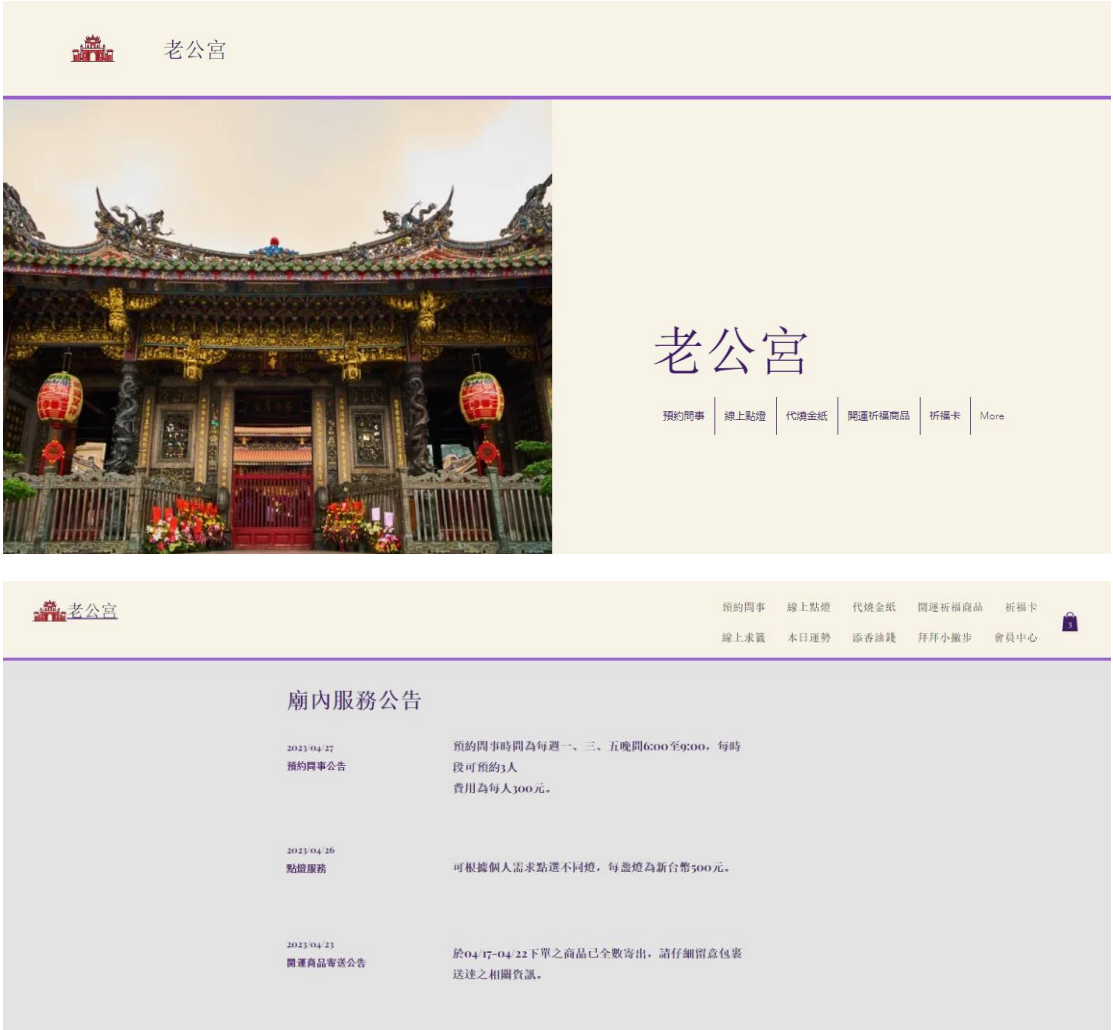 老公宮
老公宮
預約問事 線上點燈 代燒金紙 開運祈福商品 祈福卡 More
老公宮
預約問事 線上點燈 代燒金紙 開運祈福商品 祈福卡
3
線上求籤 本日運勢 添香油錢 拜拜小撇步 會員中心
廟內服務公告
2023/04/27
預約問事公告
預約問事時間為每週一、三、五晚間6:00至9:00，每時
段可預約3人
費用為每人300元。
2023/04/26
點燈服務
可根據個人需求點選不同燈，每盞燈為新台幣500元。
2023/04/23
開運商品寄送公告
於04/17-04/22下單之商品已全數寄出，請仔細留意包裹
送達之相關資訊。